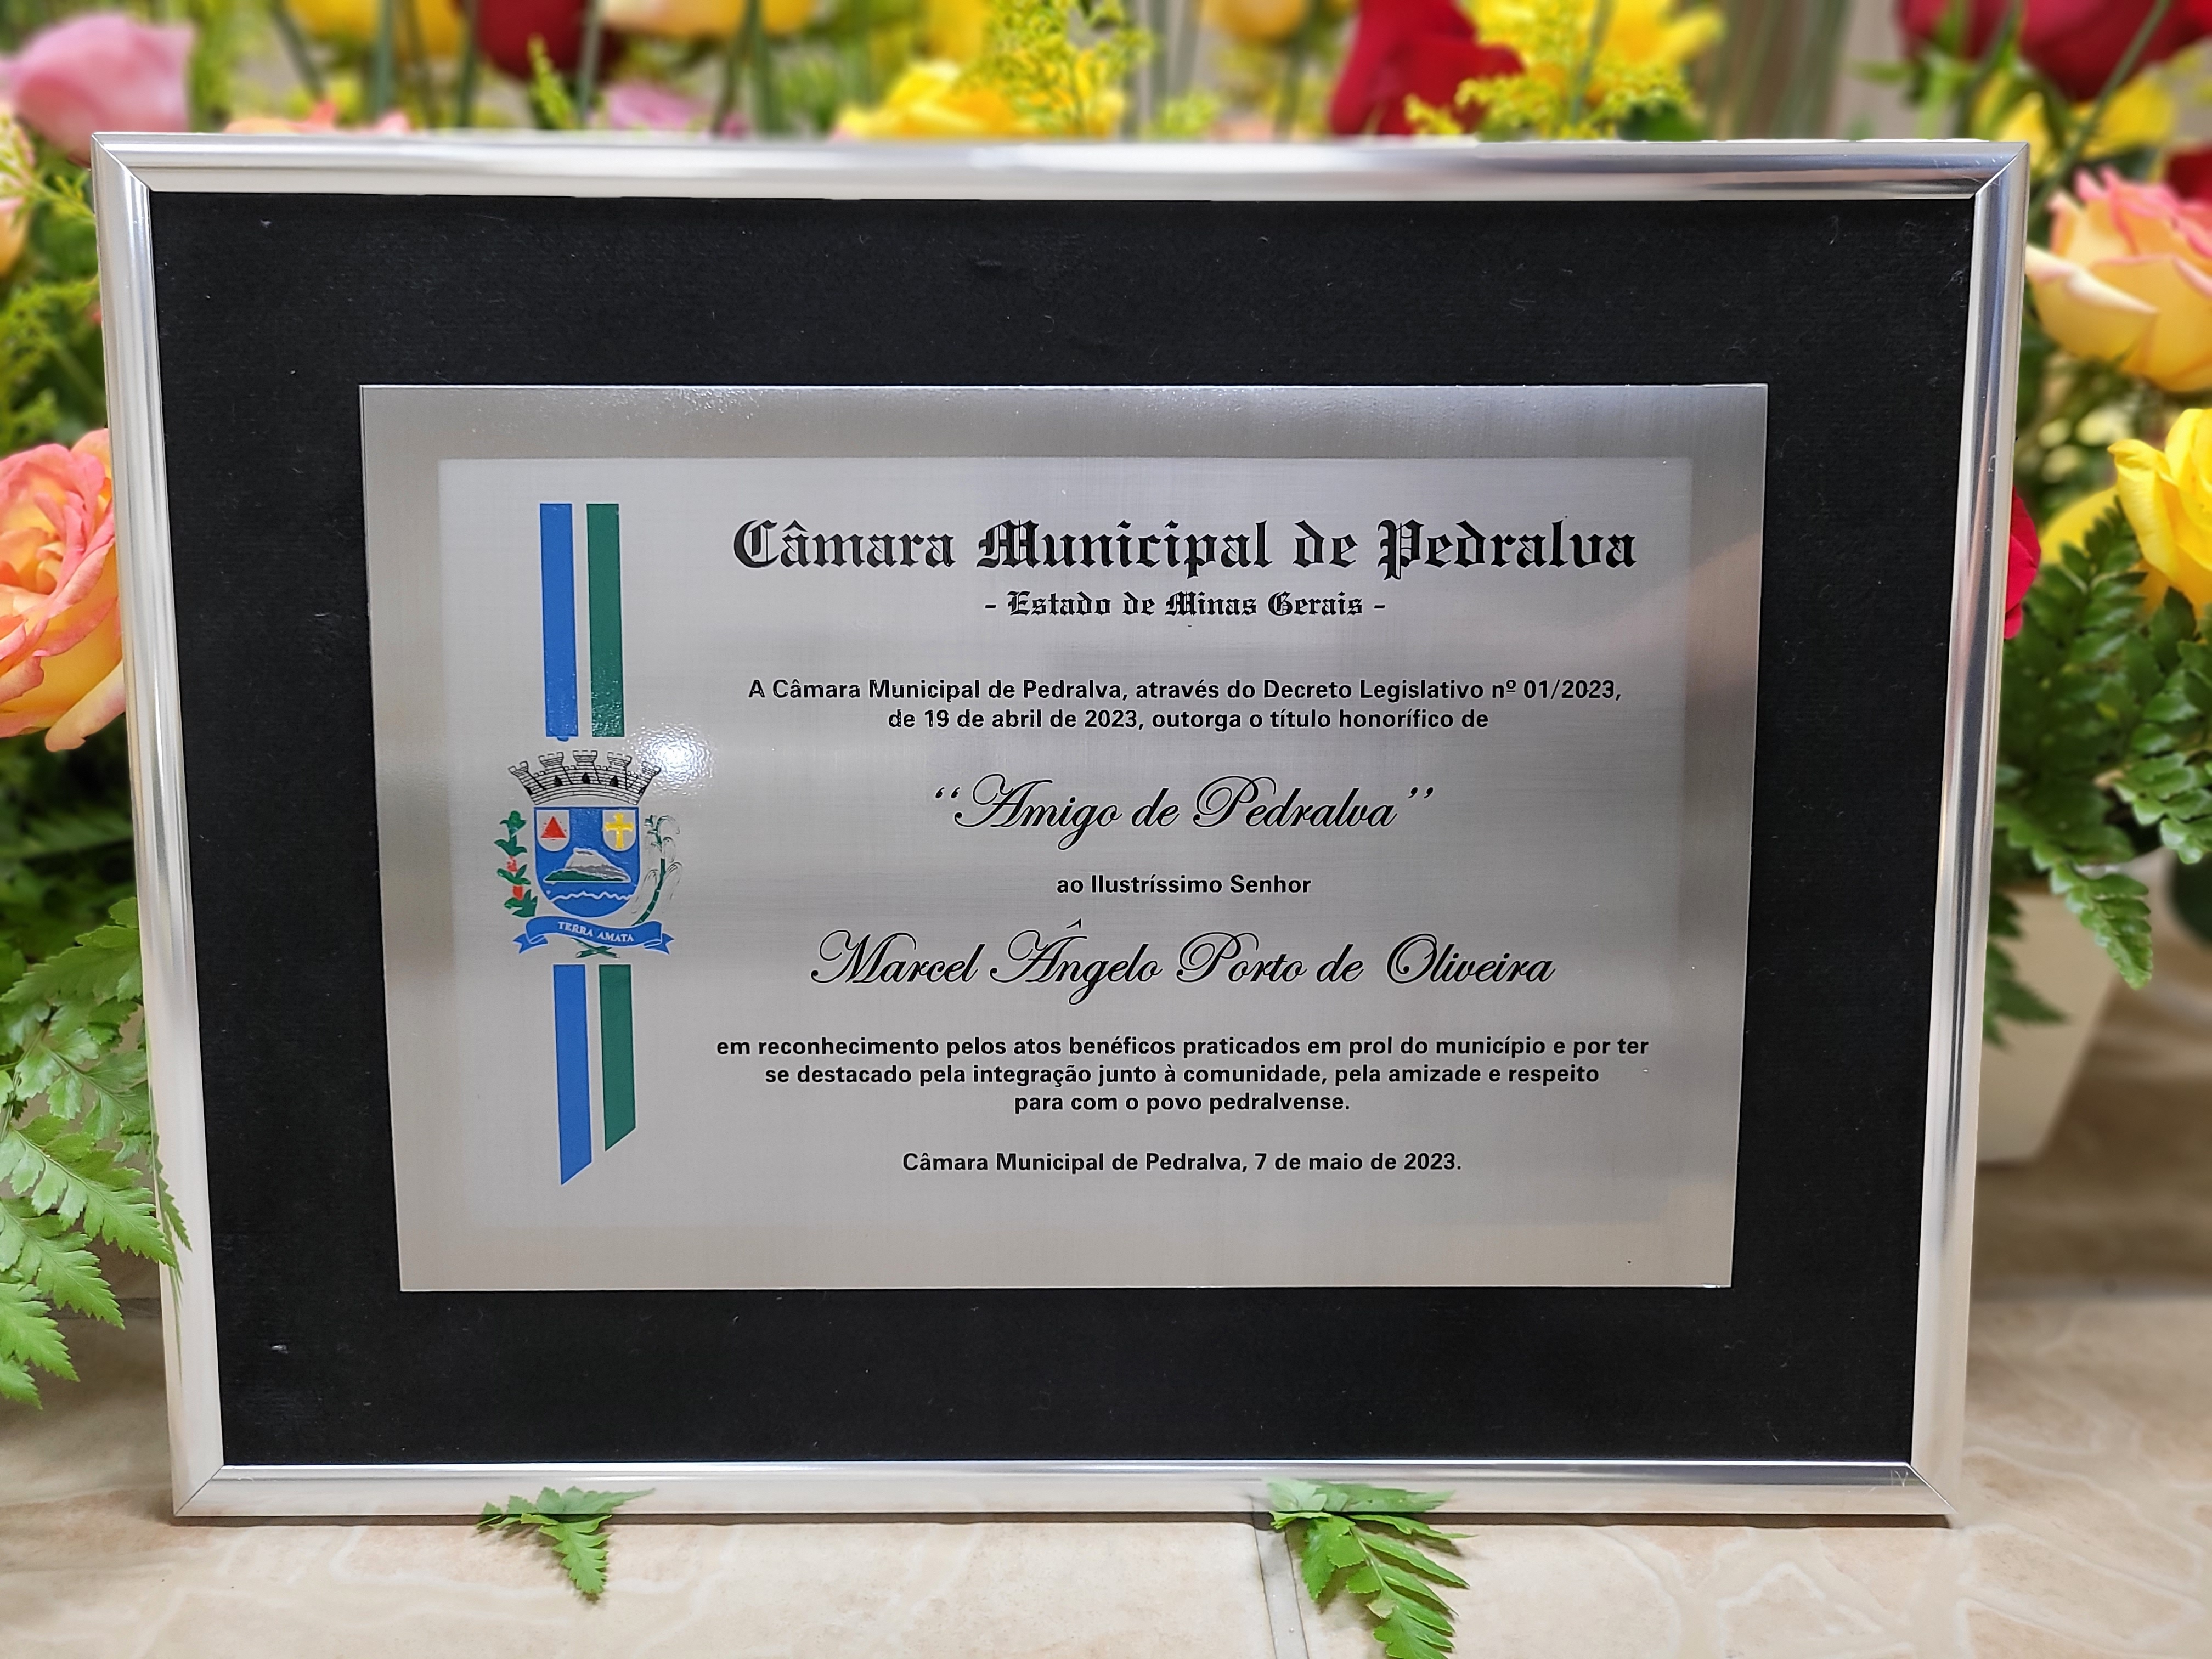 Câmara Municipal de Pedralva
- Estado de Minas Gerais -
A Câmara Municipal de Pedralva, através do Decreto Legislativo nº 01/2023,
de 19 de abril de 2023, outorga o título honorífico de
“Amigo de Pedralva”
ao Ilustríssimo Senhor
Marcel Ângelo Porto de Oliveira
em reconhecimento pelos atos benéficos praticados em prol do município e por ter
se destacado pela integração junto à comunidade, pela amizade e respeito
para com o povo pedralvense.
Câmara Municipal de Pedralva, 7 de maio de 2023.
TERRA AMATA